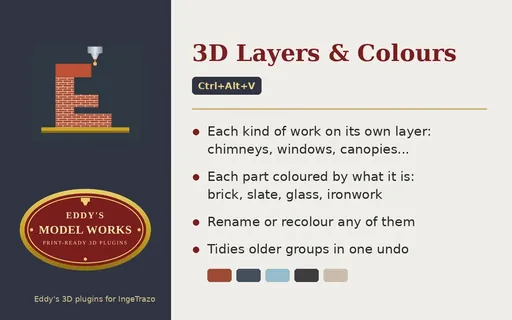 3D Layers & Colours
Ctrl+Alt+V
• Each kind of work on its own layer:
chimneys, windows, canopies...
• Each part coloured by what it is:
brick, slate, glass, ironwork
• Rename or recolour any of them
• Tidies older groups in one undo
EDDY'S
MODEL WORKS
PRINT-READY 3D PLUGINS
Eddy's 3D plugins for IngeTrazo